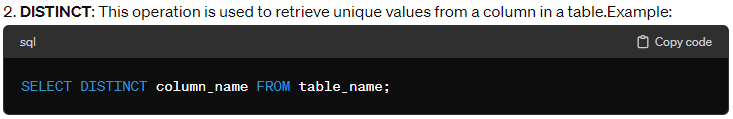 2. DISTINCT: This operation is used to retrieve unique values from a column in a table.Example:
sql Copy code
SELECT DISTINCT column_name FROM table_name;